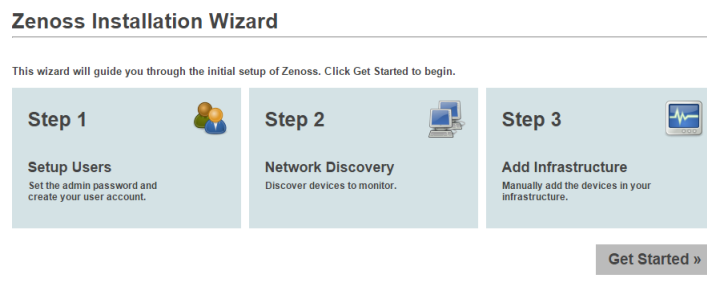 Zenoss Installation Wizard
This wizard will guide you through the initial setup of Zenoss. Click Get Started to begin.
Step 1
Setup Users
Set the admin password and
create your user account.
Step 2
Network Discovery
Discover devices to monitor.
Step 3
Add Infrastructure
Manually add the devices in your
infrastructure.
Get Started »